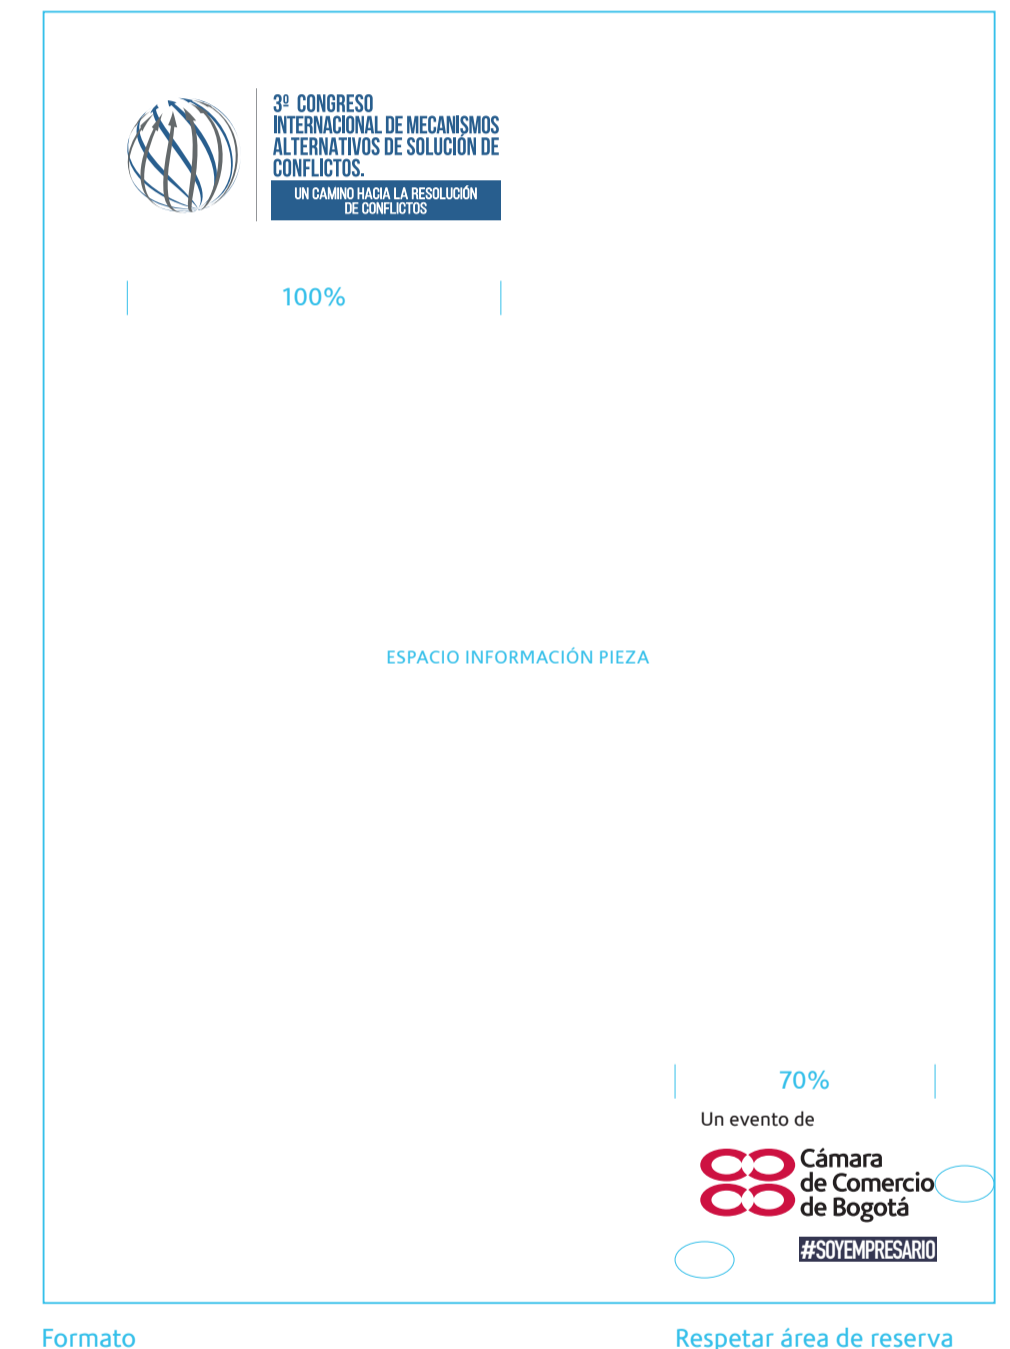 3º CONGRESO
INTERNACIONAL DE MECANISMOS
ALTERNATIVOS DE SOLUCIÓN DE
CONFLICTOS.
UN CAMINO HACIA LA RESOLUCIÓN
DE CONFLICTOS
100%
ESPACIO INFORMACIÓN PIEZA
70%
Un evento de
Cámara
de Comercio
de Bogotá
#SOYEMPRESARIO
Formato
Respetar área de reserva